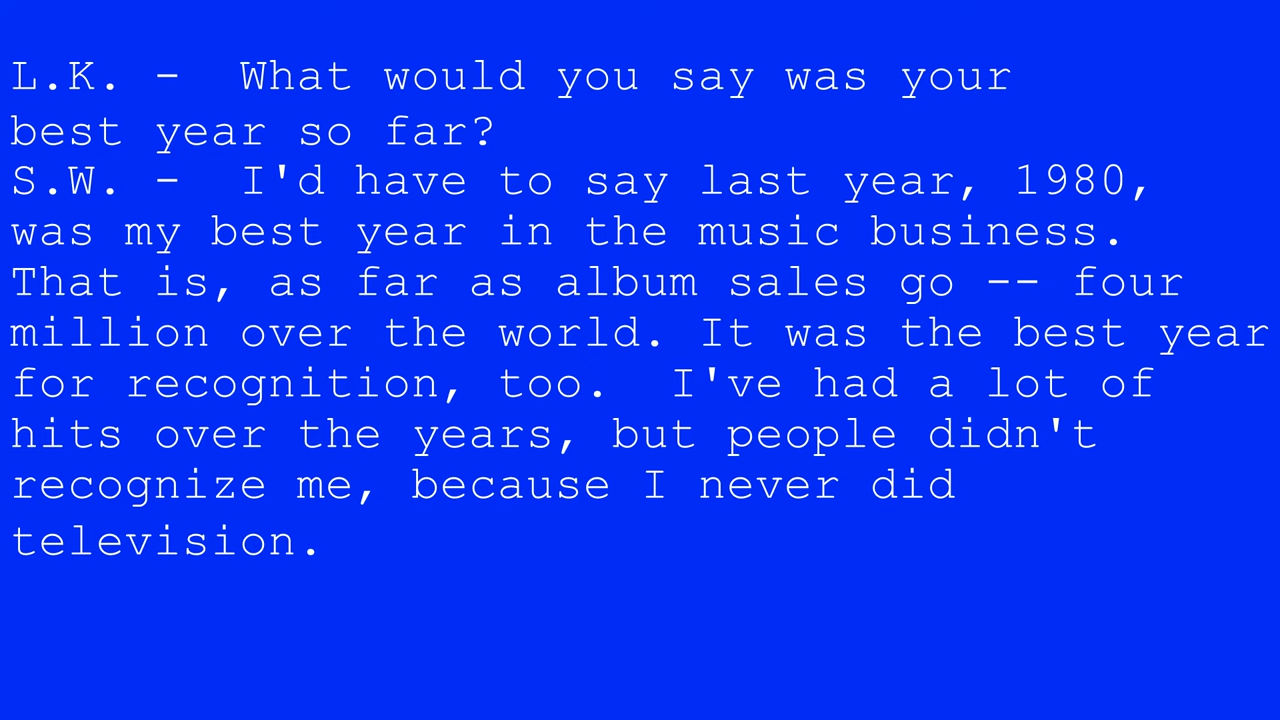 L.K. -  What would you say was your
best year so far?
S.W. -  I'd have to say last year, 1980,
was my best year in the music business.
That is, as far as album sales go -- four
million over the world. It was the best year
for recognition, too.  I've had a lot of
hits over the years, but people didn't
recognize me, because I never did
television.